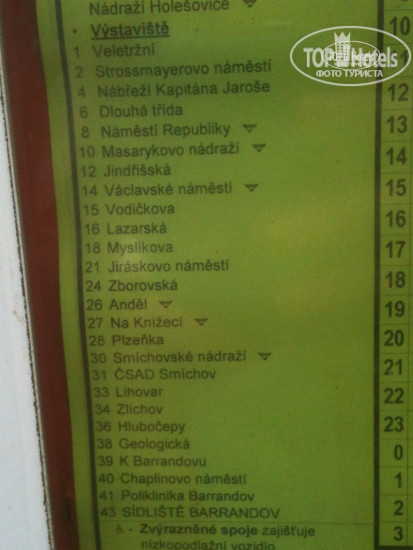 Nádraží Holešovice
• Výstaviště
1 Veletržní
2 Strossmayerovo náměstí
4 Nábřeží Kapitána Jaroše
6 Dlouhá třída
8 Náměstí Republiky
10 Masarykovo nádraží
12 Jindřišská
14 Václavské náměstí
15 Vodičkova
16 Lazarská
18 Myslíkova
21 Jiráskovo náměstí
24 Zborovská
26 Anděl
27 Na Knížecí
28 Plzeňka
30 Smíchovské nádraží
31 ČSAD Smíchov
33 Lihovar
34 Zlíchov
36 Hlubočepy
38 Geologická
39 K Barrandovu
40 Chaplinovo náměstí
41 Poliklinika Barrandov
43 SÍDLIŠTĚ BARRANDOV
- Zvýrazněné spoje zajišťuje
nízkopodlažní vozidlo
10
12
13
14
15
16
17
18
19
20
21
22
23
0
1
2
3
TOP Hotels
ФОТО ТУРИСТА